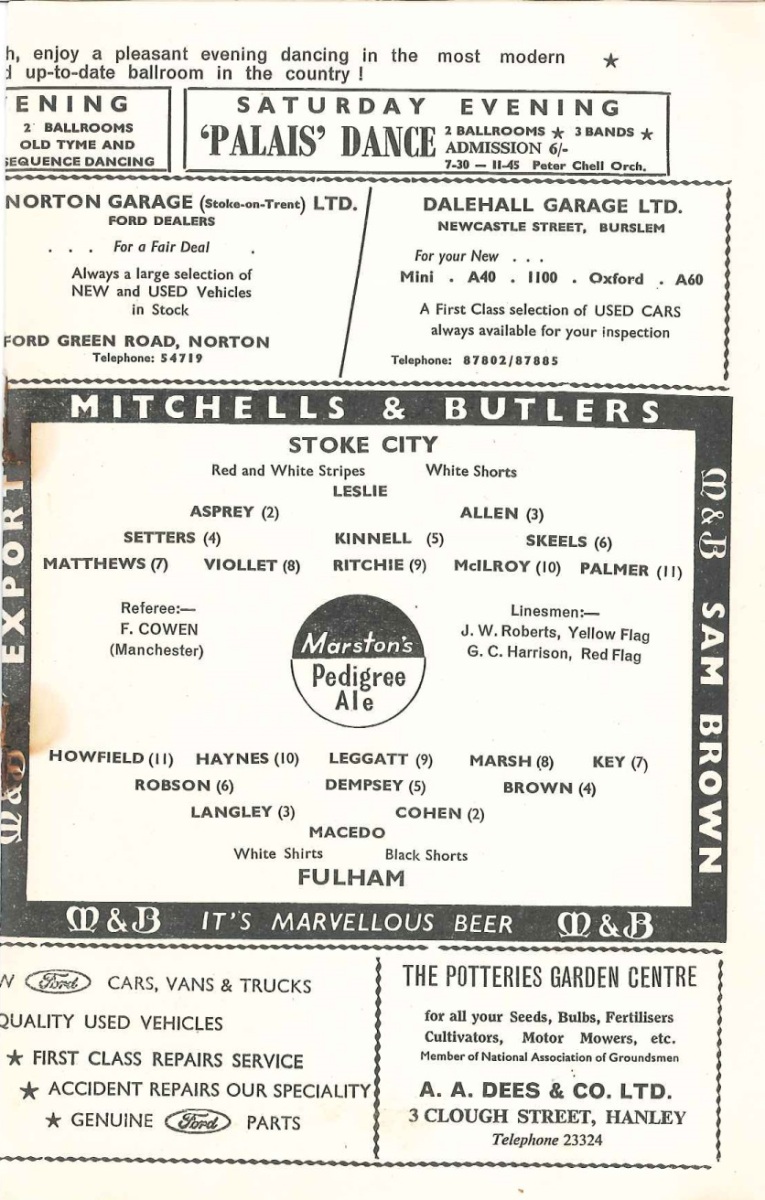 h, enjoy a pleasant evening dancing in the most modern ★
d up-to-date ballroom in the country !
ENING
2 BALLROOMS
OLD TYME AND
SEQUENCE DANCING
SATURDAY EVENING
'PALAIS' DANCE
2 BALLROOMS ★ 3 BANDS ★
ADMISSION 6/-
7-30 — 11-45 Peter Chell Orch.
NORTON GARAGE (Stoke-on-Trent) LTD.
FORD DEALERS
. . . For a Fair Deal .
Always a large selection of
NEW and USED Vehicles
in Stock
FORD GREEN ROAD, NORTON
Telephone: 54719
DALEHALL GARAGE LTD.
NEWCASTLE STREET, BURSLEM
For your New . . .
Mini . A40 . 1100 . Oxford . A60
A First Class selection of USED CARS
always available for your inspection
Telephone: 87802/87885
MITCHELLS & BUTLERS
M&B EXPORT
M&B SAM BROWN
STOKE CITY
Red and White Stripes White Shorts
LESLIE
ASPREY (2) ALLEN (3)
SETTERS (4) KINNELL (5) SKEELS (6)
MATTHEWS (7) VIOLLET (8) RITCHIE (9) McILROY (10) PALMER (11)
Referee:—
F. COWEN
(Manchester)
Marston's
Pedigree
Ale
Linesmen:—
J. W. Roberts, Yellow Flag
G. C. Harrison, Red Flag
HOWFIELD (11) HAYNES (10) LEGGATT (9) MARSH (8) KEY (7)
ROBSON (6) DEMPSEY (5) BROWN (4)
LANGLEY (3) COHEN (2)
MACEDO
White Shirts Black Shorts
FULHAM
M&B IT'S MARVELLOUS BEER M&B
W Ford CARS, VANS & TRUCKS
QUALITY USED VEHICLES
★ FIRST CLASS REPAIRS SERVICE
★ ACCIDENT REPAIRS OUR SPECIALITY
★ GENUINE Ford PARTS
THE POTTERIES GARDEN CENTRE
for all your Seeds, Bulbs, Fertilisers
Cultivators, Motor Mowers, etc.
Member of National Association of Groundsmen
A. A. DEES & CO. LTD.
3 CLOUGH STREET, HANLEY
Telephone 23324